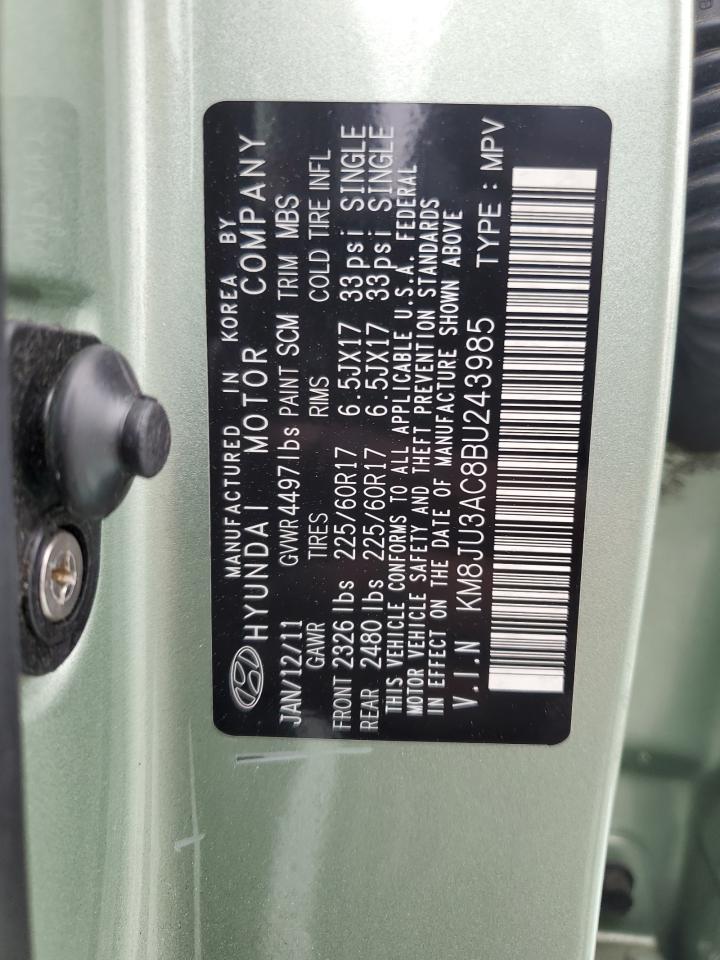 MANUFACTURED IN KOREA BY
HYUNDAI MOTOR COMPANY
JAN/12/11 GVWR 4497 lbs PAINT SCM TRIM MBS
GAWR TIRES RIMS COLD TIRE INFL
FRONT 2326 lbs 225/60R17 6.5JX17 33psi SINGLE
REAR 2480 lbs 225/60R17 6.5JX17 33psi SINGLE
THIS VEHICLE CONFORMS TO ALL APPLICABLE U.S.A. FEDERAL
MOTOR VEHICLE SAFETY AND THEFT PREVENTION STANDARDS
IN EFFECT ON THE DATE OF MANUFACTURE SHOWN ABOVE
V.I.N KM8JU3AC8BU243985 TYPE : MPV